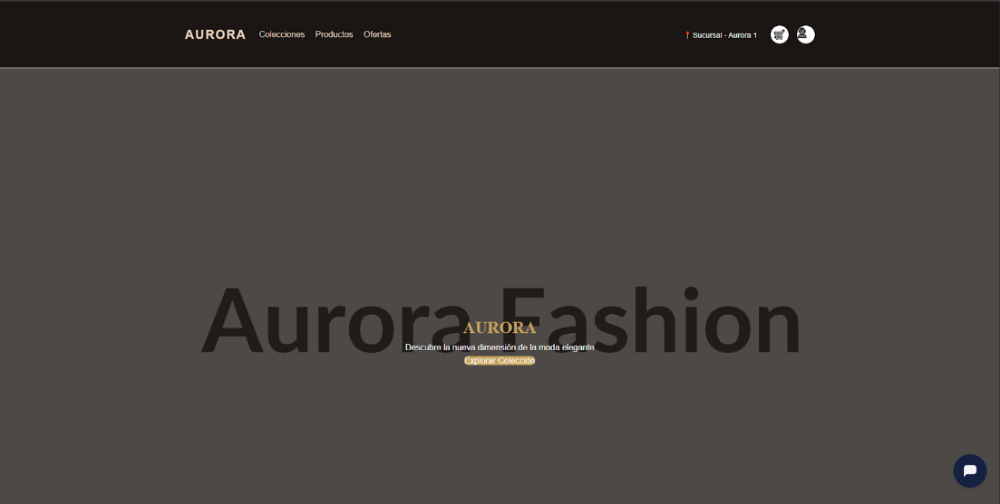 AURORA Colecciones Productos Ofertas 📍 Sucursal - Aurora 1
Aurora Fashion
AURORA
Descubre la nueva dimensión de la moda elegante
Explorar Colección